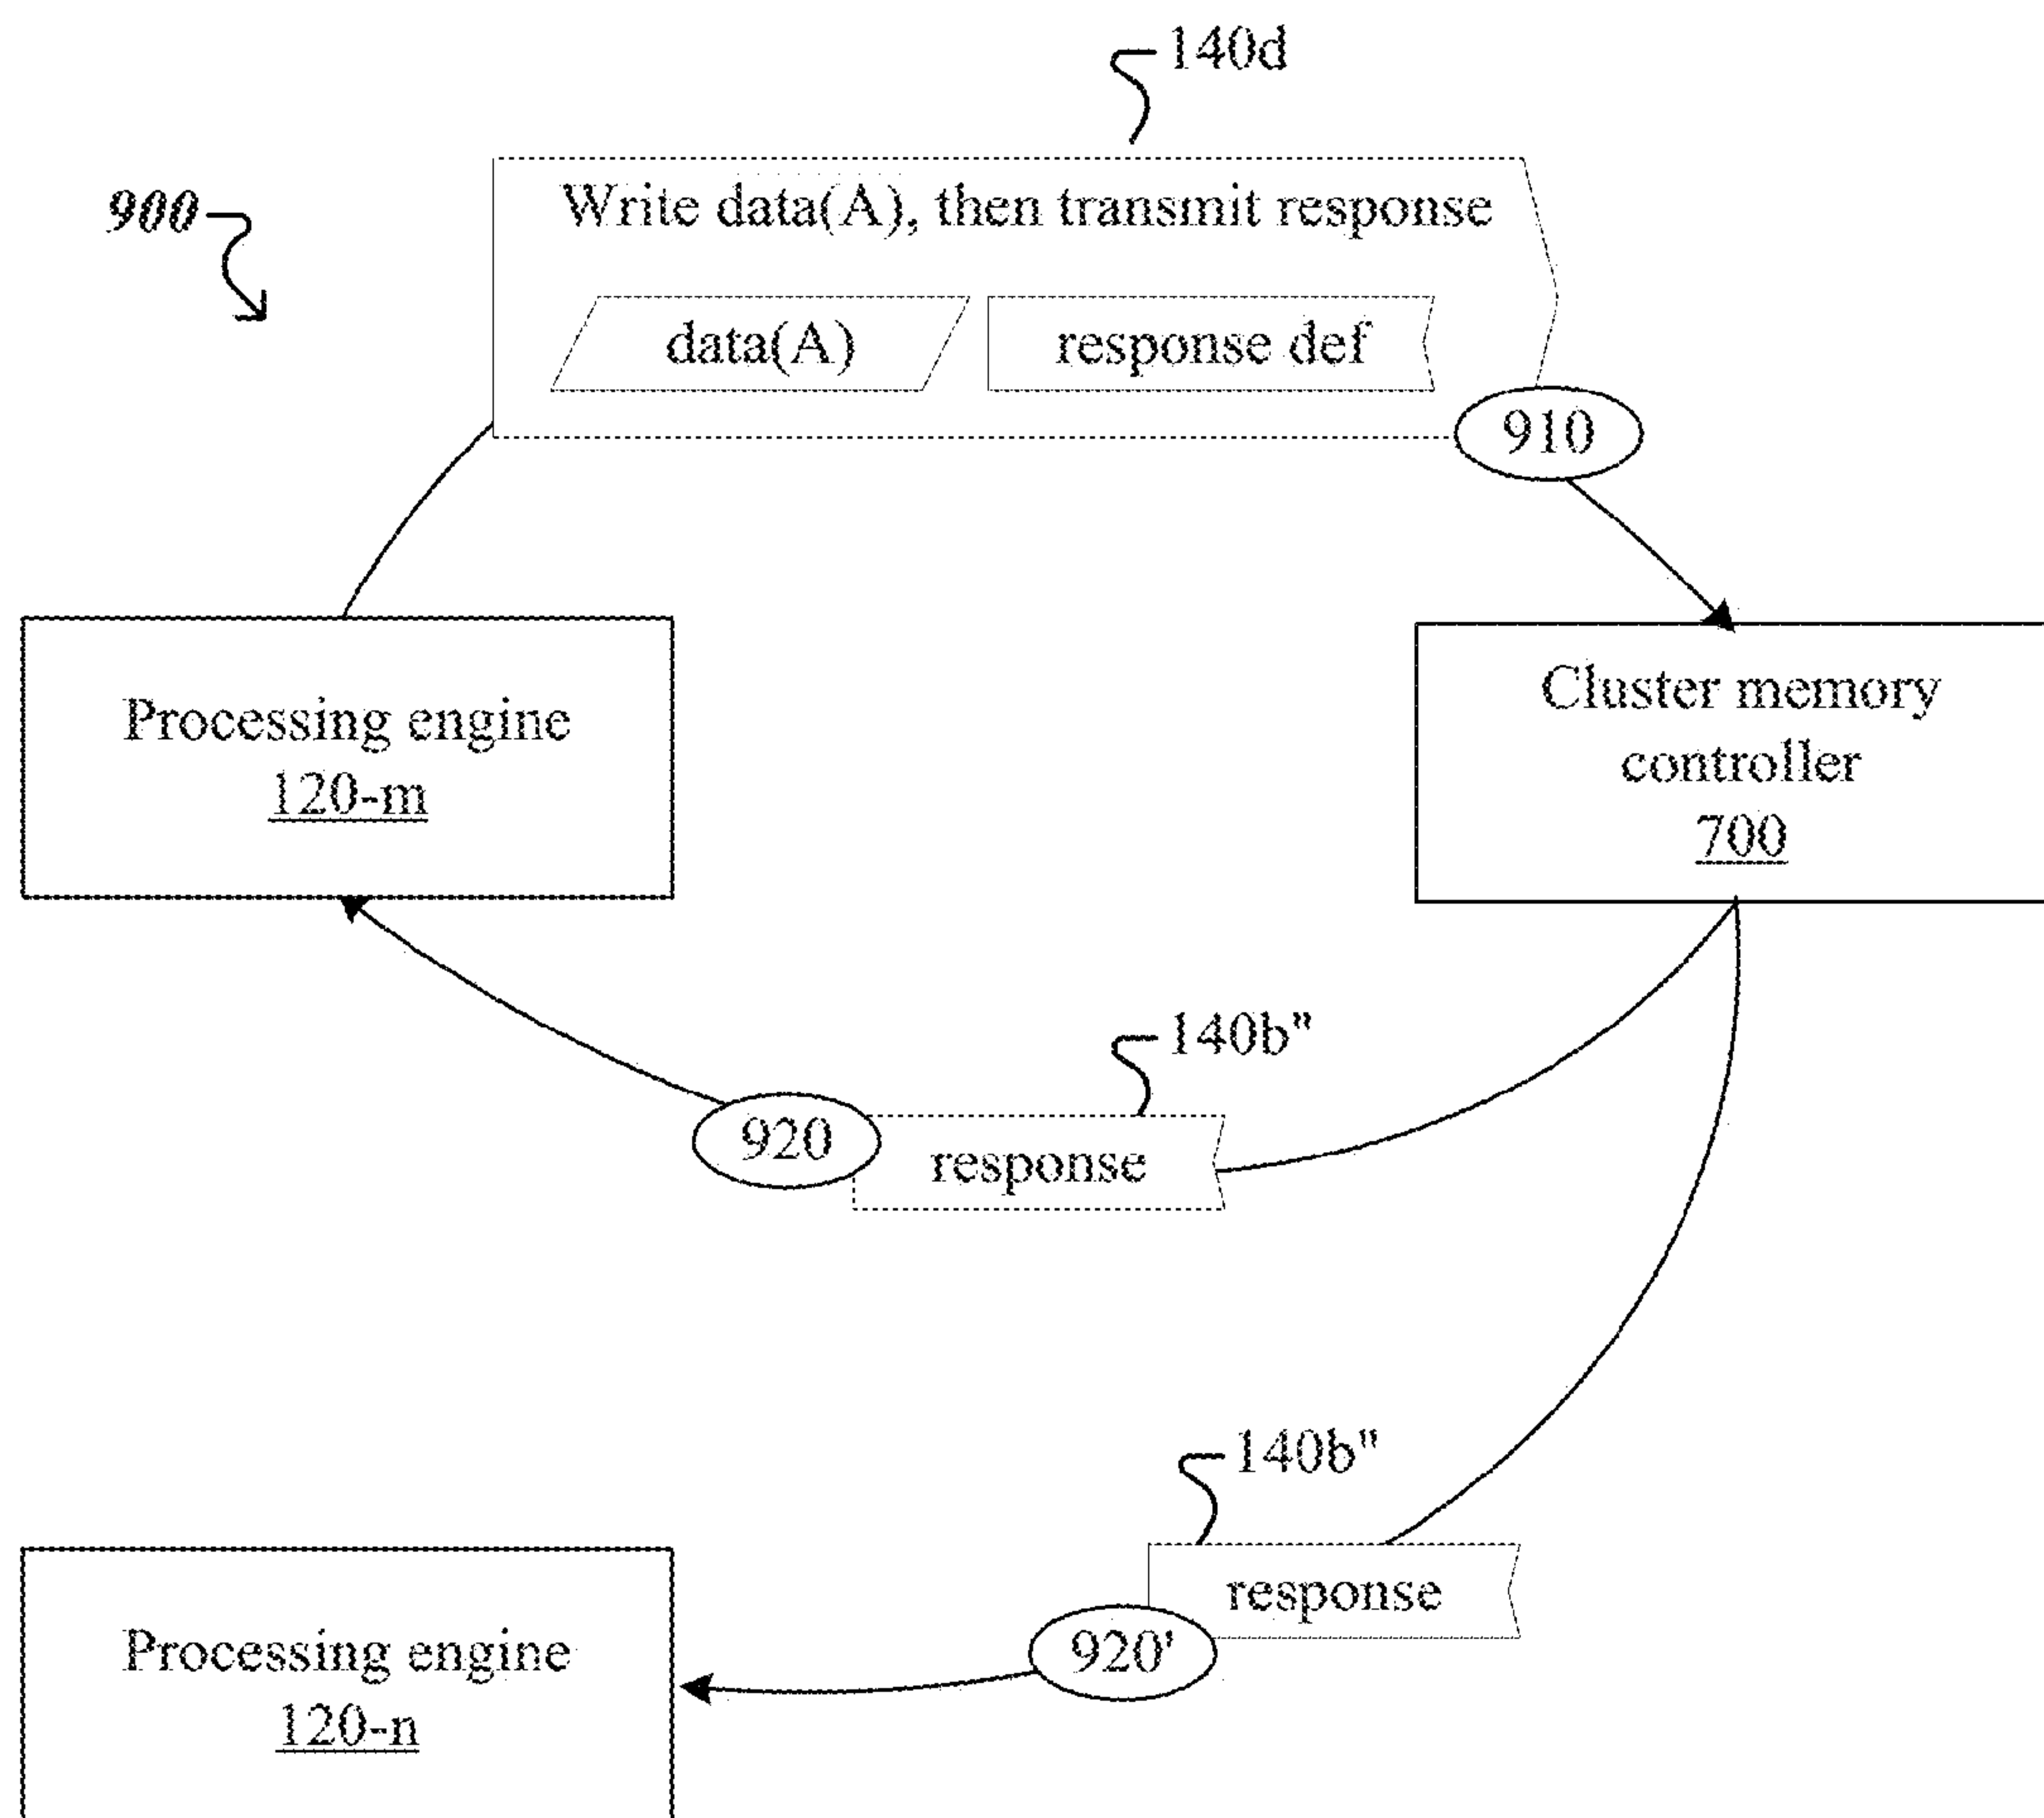 140d
900
Write data(A), then transmit response
data(A)
response def
910
Processing engine
120-m
Cluster memory
controller
700
140b"
920
response
140b"
response
920'
Processing engine
120-n